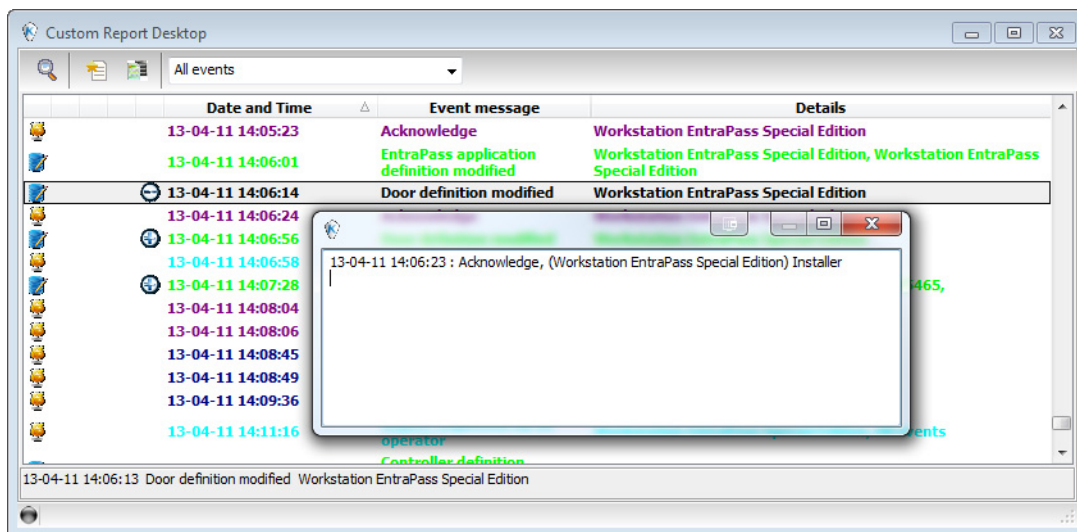 Custom Report Desktop
All events
Date and Time Event message Details
13-04-11 14:05:23 Acknowledge Workstation EntraPass Special Edition
13-04-11 14:06:01 EntraPass application definition modified Workstation EntraPass Special Edition, Workstation EntraPass Special Edition
13-04-11 14:06:14 Door definition modified Workstation EntraPass Special Edition
13-04-11 14:06:24
13-04-11 14:06:56
13-04-11 14:06:58
13-04-11 14:06:23 : Acknowledge, (Workstation EntraPass Special Edition) Installer
13-04-11 14:07:28 465,
13-04-11 14:08:04
13-04-11 14:08:06
13-04-11 14:08:45
13-04-11 14:08:49
13-04-11 14:09:36
13-04-11 14:11:16
operator
Controller definition
13-04-11 14:06:13 Door definition modified Workstation EntraPass Special Edition